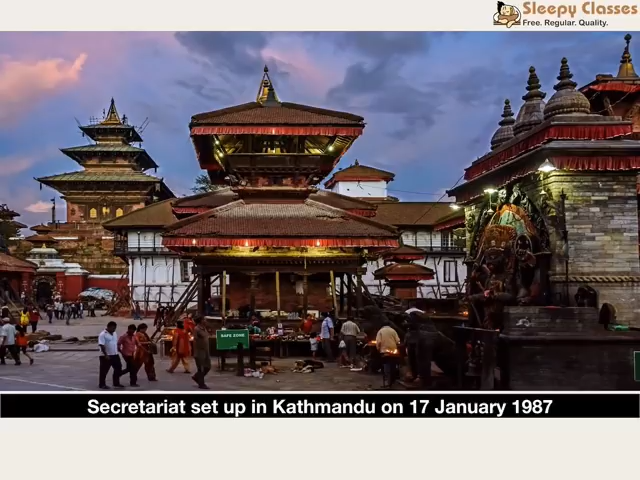 Sleepy Classes
Free. Regular. Quality.
SAFE ZONE
Secretariat set up in Kathmandu on 17 January 1987